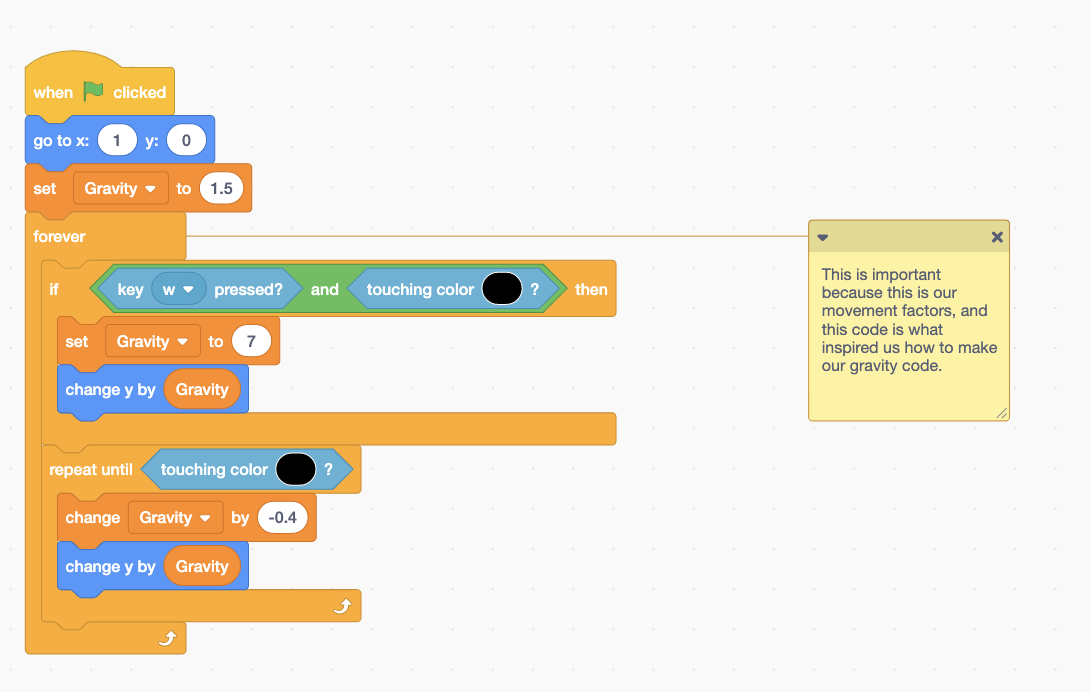 when clicked
go to x: 1 y: 0
set Gravity to 1.5
forever
if key w pressed? and touching color ? then
set Gravity to 7
change y by Gravity
repeat until touching color ?
change Gravity by -0.4
change y by Gravity
This is important
because this is our
movement factors, and
this code is what
inspired us how to make
our gravity code.